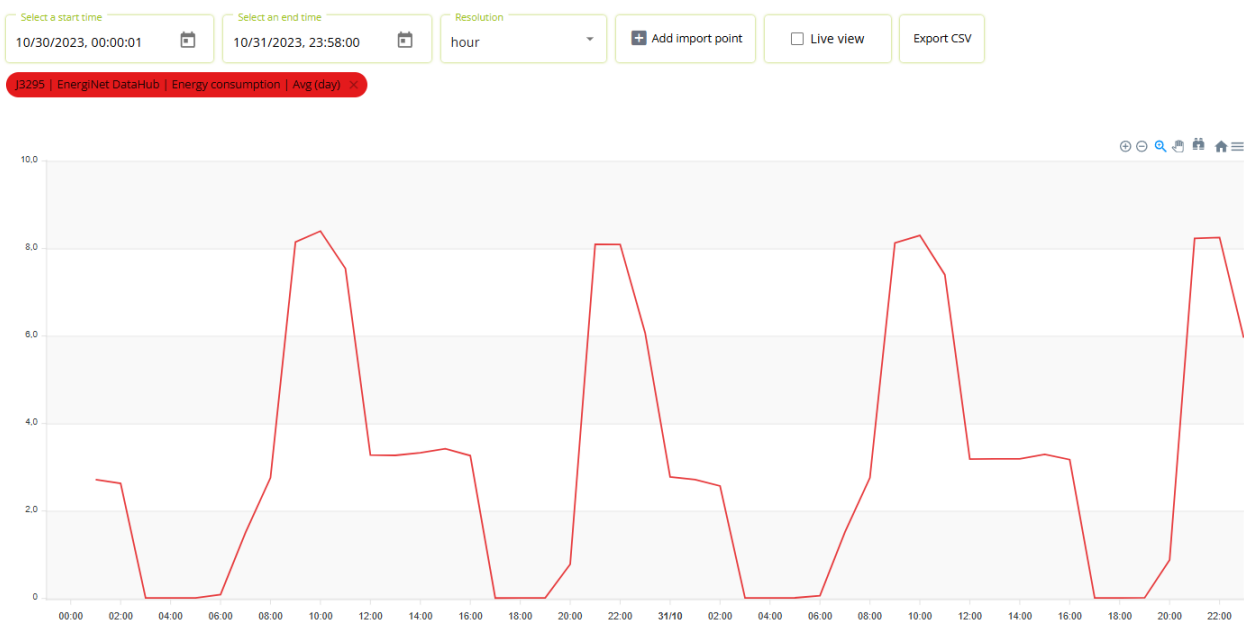 Select a start time
10/30/2023, 00:00:01
Select an end time
10/31/2023, 23:58:00
Resolution
hour
Add import point
Live view
Export CSV
J3295 | EnergiNet DataHub | Energy consumption | Avg (day) ×
10,0
8,0
6,0
4,0
2,0
0
00:00 02:00 04:00 06:00 08:00 10:00 12:00 14:00 16:00 18:00 20:00 22:00 31/10 02:00 04:00 06:00 08:00 10:00 12:00 14:00 16:00 18:00 20:00 22:00